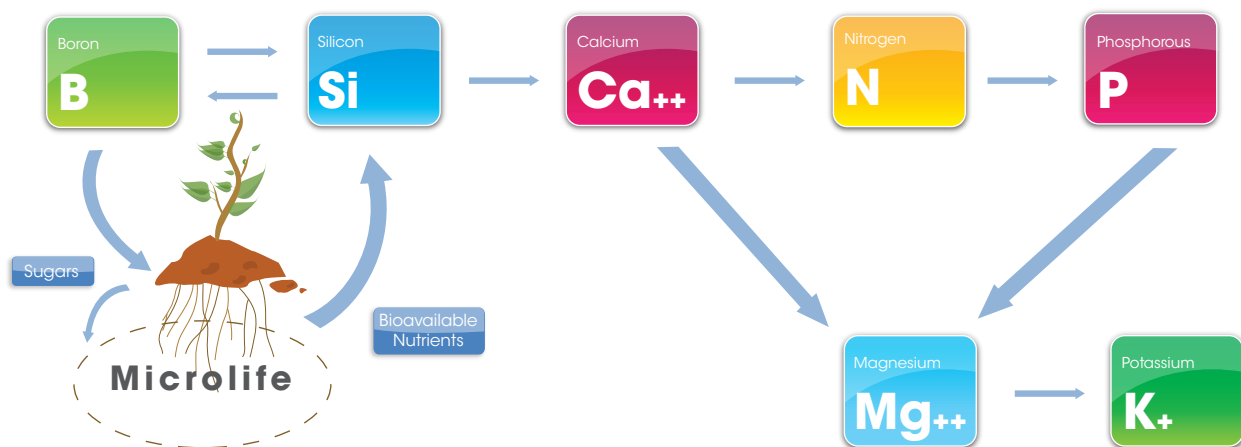 Boron
B
Silicon
Si
Calcium
Ca++
Nitrogen
N
Phosphorous
P
Sugars
Bioavailable
Nutrients
Microlife
Magnesium
Mg++
Potassium
K+